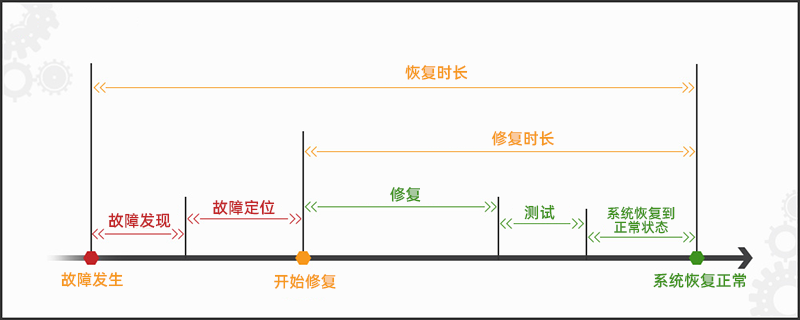 恢复时长
修复时长
修复
故障定位
故障发现
测试
系统恢复到
正常状态
故障发生
开始修复
系统恢复正常